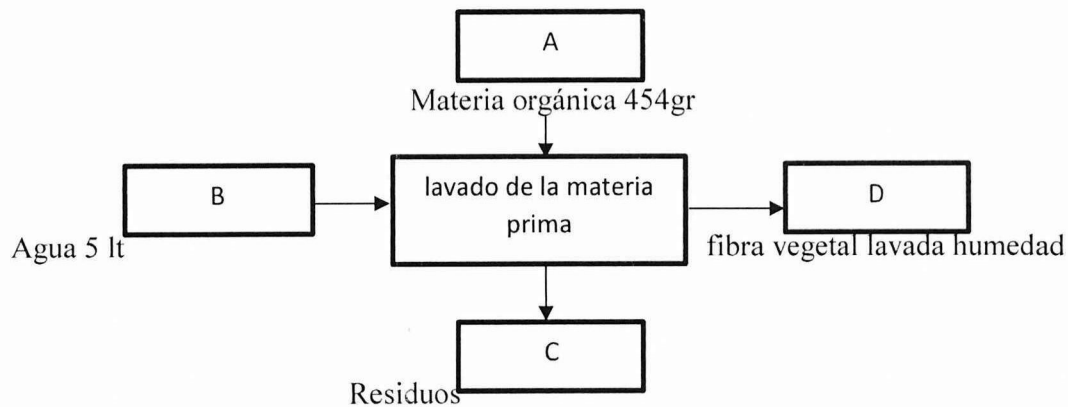 A
Materia orgánica 454gr
B
Agua 5 lt
lavado de la materia
prima
D
fibra vegetal lavada humedad
C
Residuos